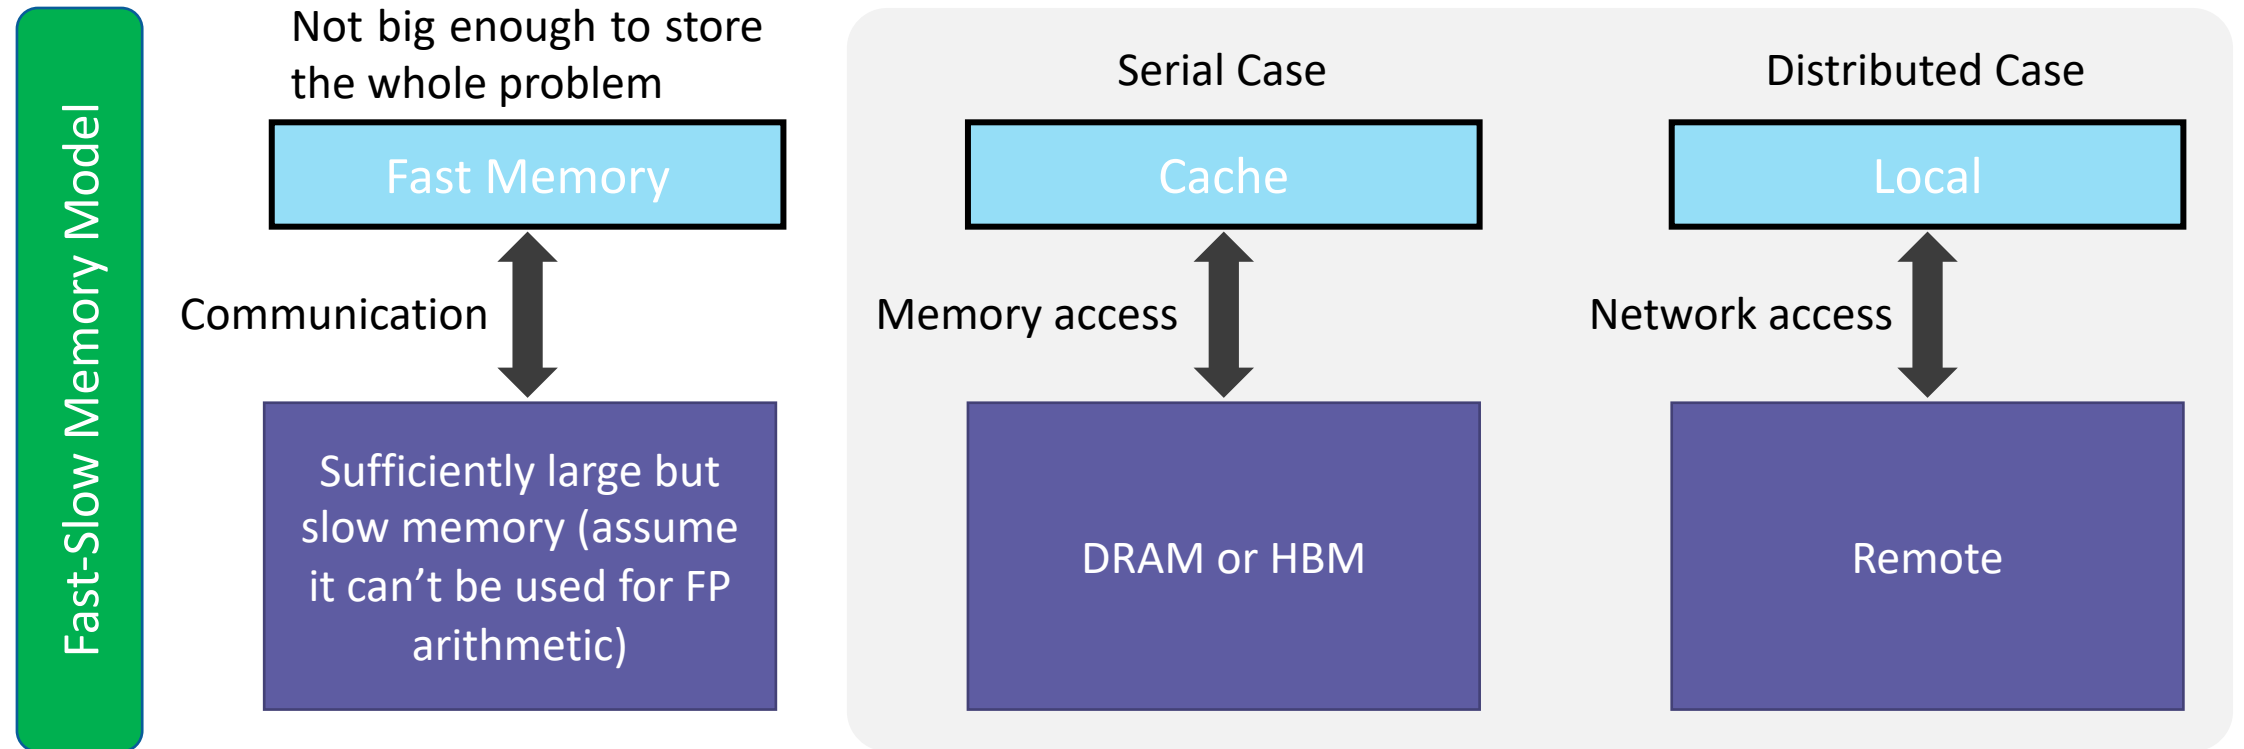 Fast-Slow Memory Model
Not big enough to store
the whole problem
Fast Memory
Communication
Sufficiently large but
slow memory (assume
it can’t be used for FP
arithmetic)
Serial Case
Cache
Memory access
DRAM or HBM
Distributed Case
Local
Network access
Remote